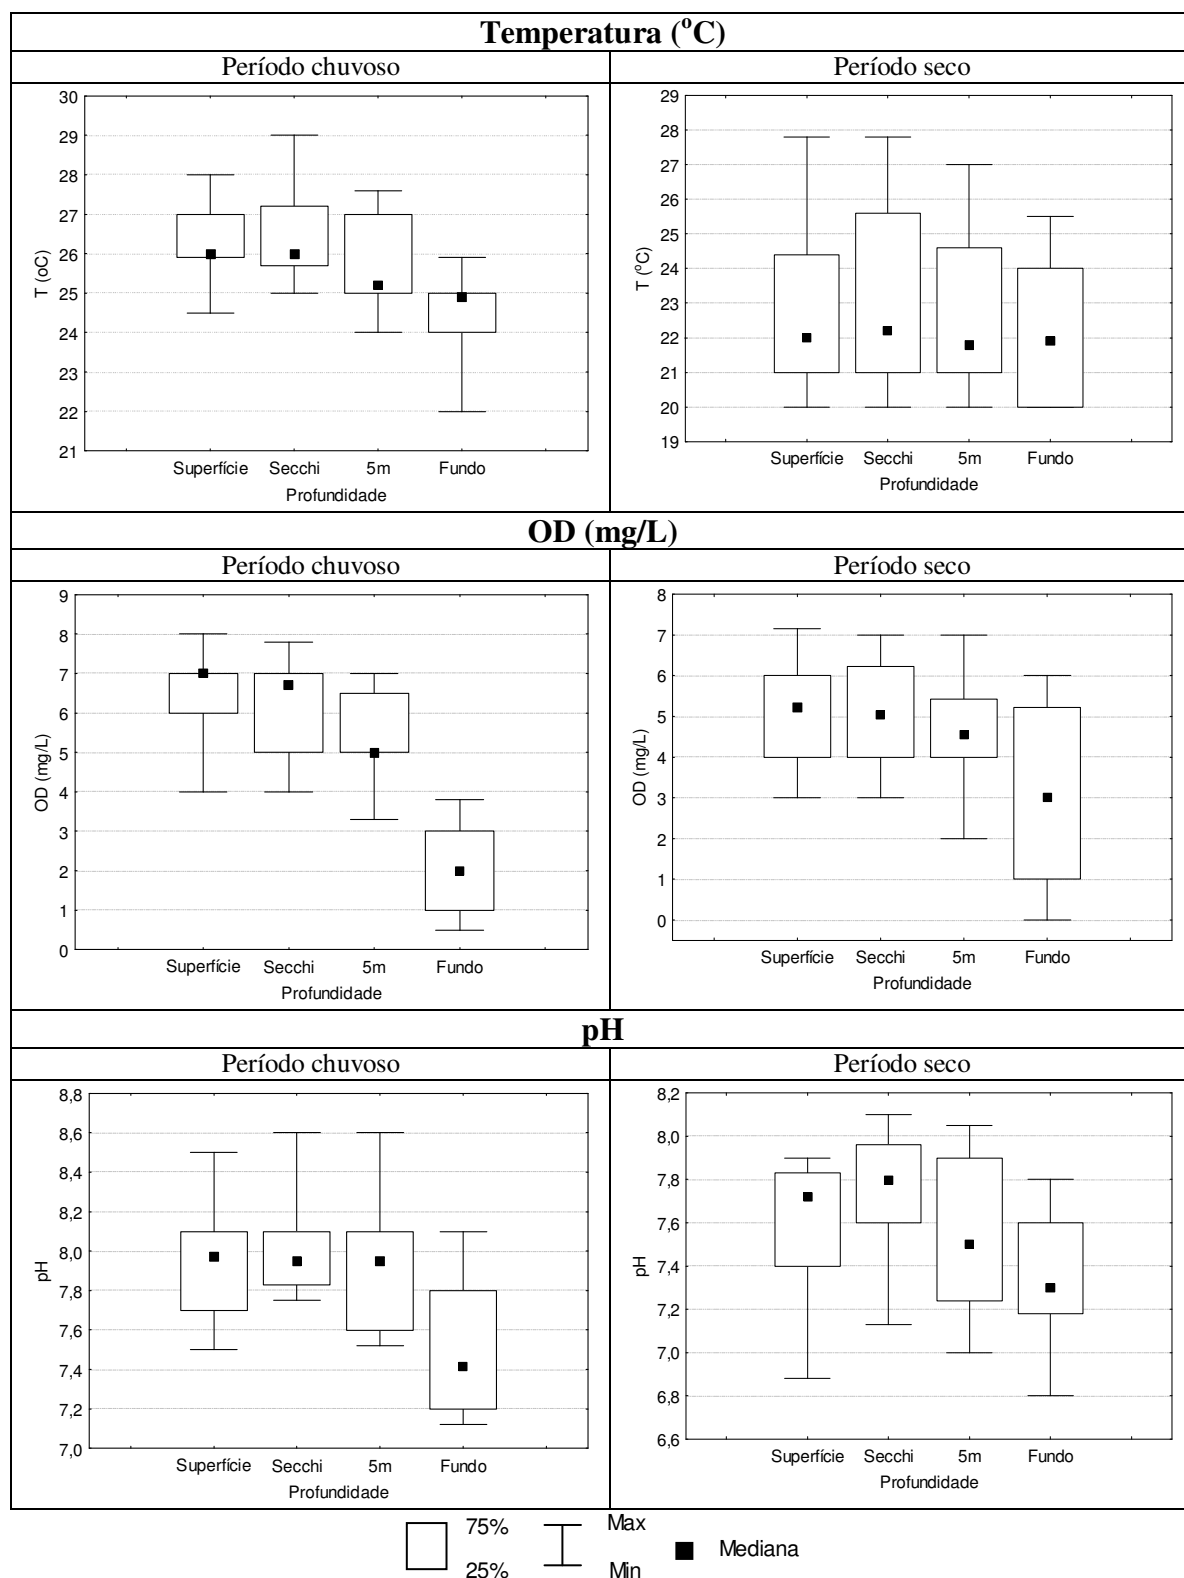 Temperatura (°C)
Período chuvoso
Período seco
30
29
28
27
26
25
24
23
22
21
T (oC)
Superfície Secchi 5m Fundo
Profundidade
29
28
27
26
25
24
23
22
21
20
19
T (°C)
Superfície Secchi 5m Fundo
Profundidade
OD (mg/L)
Período chuvoso
Período seco
9
8
7
6
5
4
3
2
1
0
OD (mg/L)
Superfície Secchi 5m Fundo
Profundidade
8
7
6
5
4
3
2
1
0
OD (mg/L)
Superfície Secchi 5m Fundo
Profundidade
pH
Período chuvoso
Período seco
8,8
8,6
8,4
8,2
8,0
7,8
7,6
7,4
7,2
7,0
pH
Superfície Secchi 5m Fundo
Profundidade
8,2
8,0
7,8
7,6
7,4
7,2
7,0
6,8
6,6
pH
Superfície Secchi 5m Fundo
Profundidade
75%
25%
Max
Min
Mediana